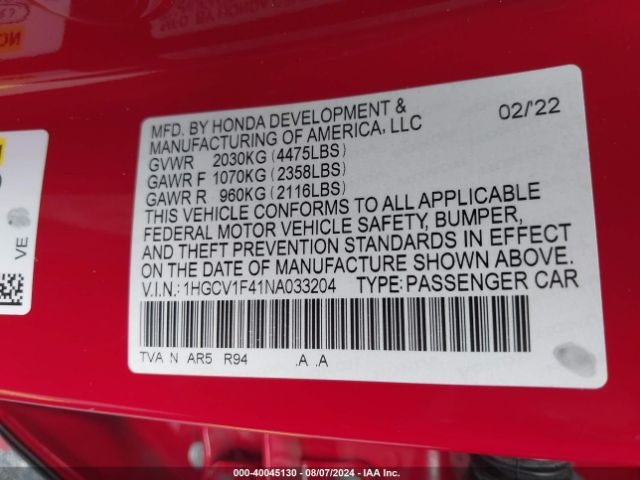 MFD. BY HONDA DEVELOPMENT & 02/'22
MANUFACTURING OF AMERICA, LLC
GVWR 2030KG (4475LBS)
GAWR F 1070KG (2358LBS)
GAWR R 960KG (2116LBS)
THIS VEHICLE CONFORMS TO ALL APPLICABLE
FEDERAL MOTOR VEHICLE SAFETY, BUMPER,
AND THEFT PREVENTION STANDARDS IN EFFECT
ON THE DATE OF MANUFACTURE SHOWN ABOVE.
V.I.N.: 1HGCV1F41NA033204 TYPE: PASSENGER CAR
TVA N AR5 R94 .A .A
VE
000-40045130 - 08/07/2024 - IAA Inc.